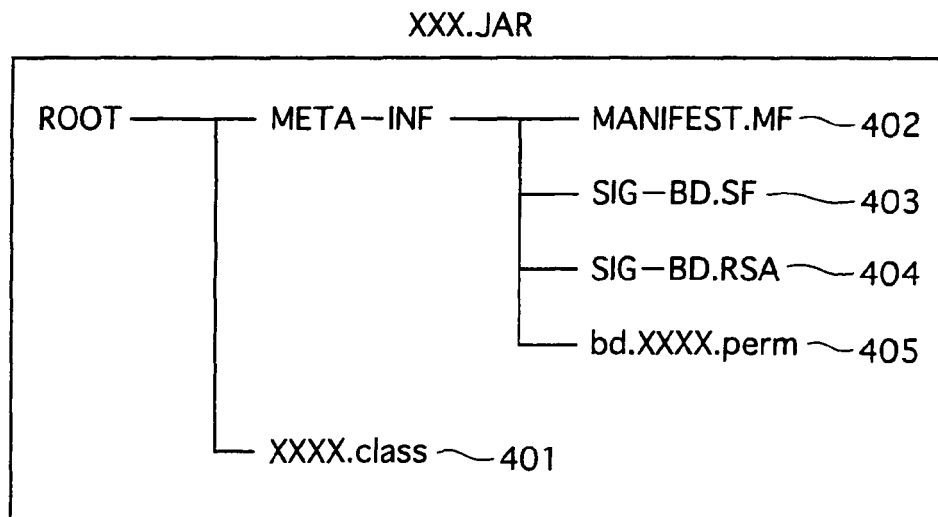 XXX.JAR
ROOT META-INF MANIFEST.MF 402
SIG-BD.SF 403
SIG-BD.RSA 404
bd.XXXX.perm 405
XXXX.class 401